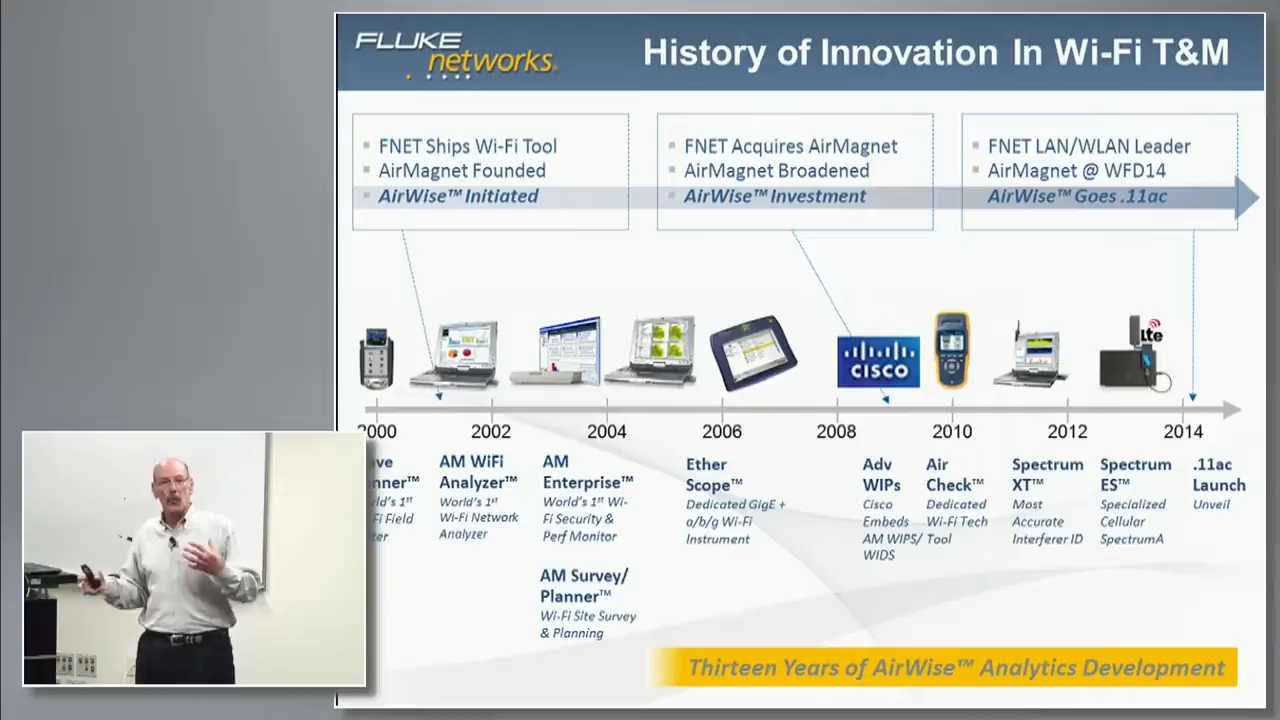 FLUKE
networks.
History of Innovation In Wi-Fi T&M
FNET Ships Wi-Fi Tool
AirMagnet Founded
AirWise™ Initiated
FNET Acquires AirMagnet
AirMagnet Broadened
AirWise™ Investment
FNET LAN/WLAN Leader
AirMagnet @ WFD14
AirWise™ Goes .11ac
CISCO
lte
2000 2002 2004 2006 2008 2010 2012 2014
AM WiFi
Analyzer™
World's 1st
Wi-Fi Network
Analyzer
AM
Enterprise™
World's 1st Wi-
Fi Security &
Perf Monitor
AM Survey/
Planner™
Wi-Fi Site Survey
& Planning
Ether
Scope™
Dedicated GigE +
a/b/g Wi-Fi
Instrument
Adv
WIPs
Cisco
Embeds
AM WIPS/
WIDS
Air
Check™
Dedicated
Wi-Fi Tech
Tool
Spectrum
XT™
Most
Accurate
Interferer ID
Spectrum
ES™
Specialized
Cellular
SpectrumA
.11ac
Launch
Unveil
Thirteen Years of AirWise™ Analytics Development